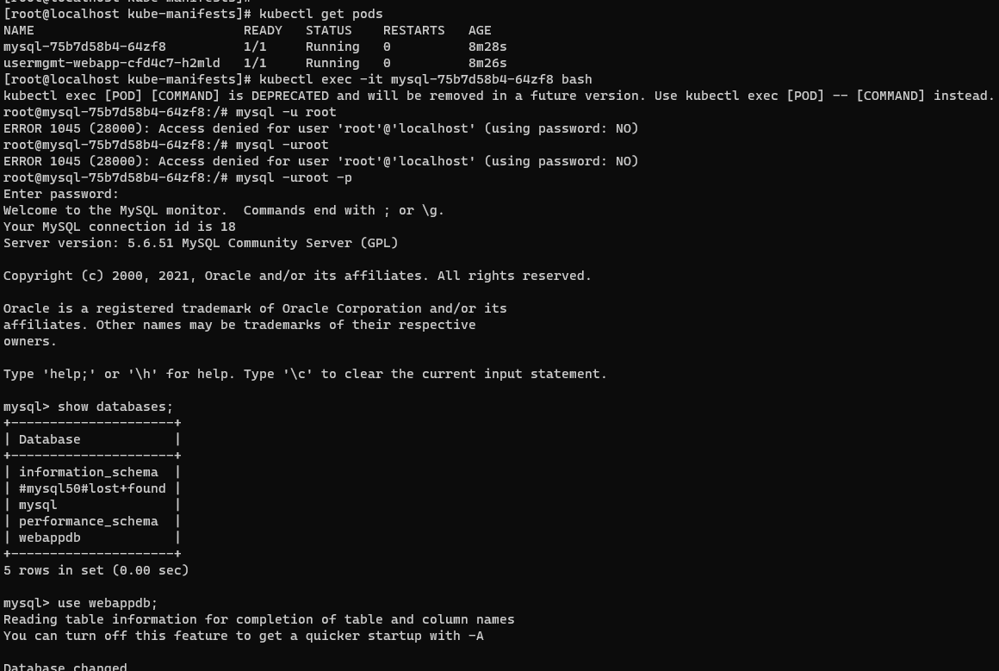 [root@localhost kube-manifests]#
[root@localhost kube-manifests]# kubectl get pods
NAME                           READY   STATUS    RESTARTS   AGE
mysql-75b7d58b4-64zf8          1/1     Running   0          8m28s
usermgmt-webapp-cfd4c7-h2mld   1/1     Running   0          8m26s
[root@localhost kube-manifests]# kubectl exec -it mysql-75b7d58b4-64zf8 bash
kubectl exec [POD] [COMMAND] is DEPRECATED and will be removed in a future version. Use kubectl exec [POD] -- [COMMAND] instead.
root@mysql-75b7d58b4-64zf8:/# mysql -u root
ERROR 1045 (28000): Access denied for user 'root'@'localhost' (using password: NO)
root@mysql-75b7d58b4-64zf8:/# mysql -uroot
ERROR 1045 (28000): Access denied for user 'root'@'localhost' (using password: NO)
root@mysql-75b7d58b4-64zf8:/# mysql -uroot -p
Enter password:
Welcome to the MySQL monitor.  Commands end with ; or \g.
Your MySQL connection id is 18
Server version: 5.6.51 MySQL Community Server (GPL)

Copyright (c) 2000, 2021, Oracle and/or its affiliates. All rights reserved.

Oracle is a registered trademark of Oracle Corporation and/or its
affiliates. Other names may be trademarks of their respective
owners.

Type 'help;' or '\h' for help. Type '\c' to clear the current input statement.

mysql> show databases;
+---------------------+
| Database            |
+---------------------+
| information_schema  |
| #mysql50#lost+found |
| mysql               |
| performance_schema  |
| webappdb            |
+---------------------+
5 rows in set (0.00 sec)

mysql> use webappdb;
Reading table information for completion of table and column names
You can turn off this feature to get a quicker startup with -A

Database changed